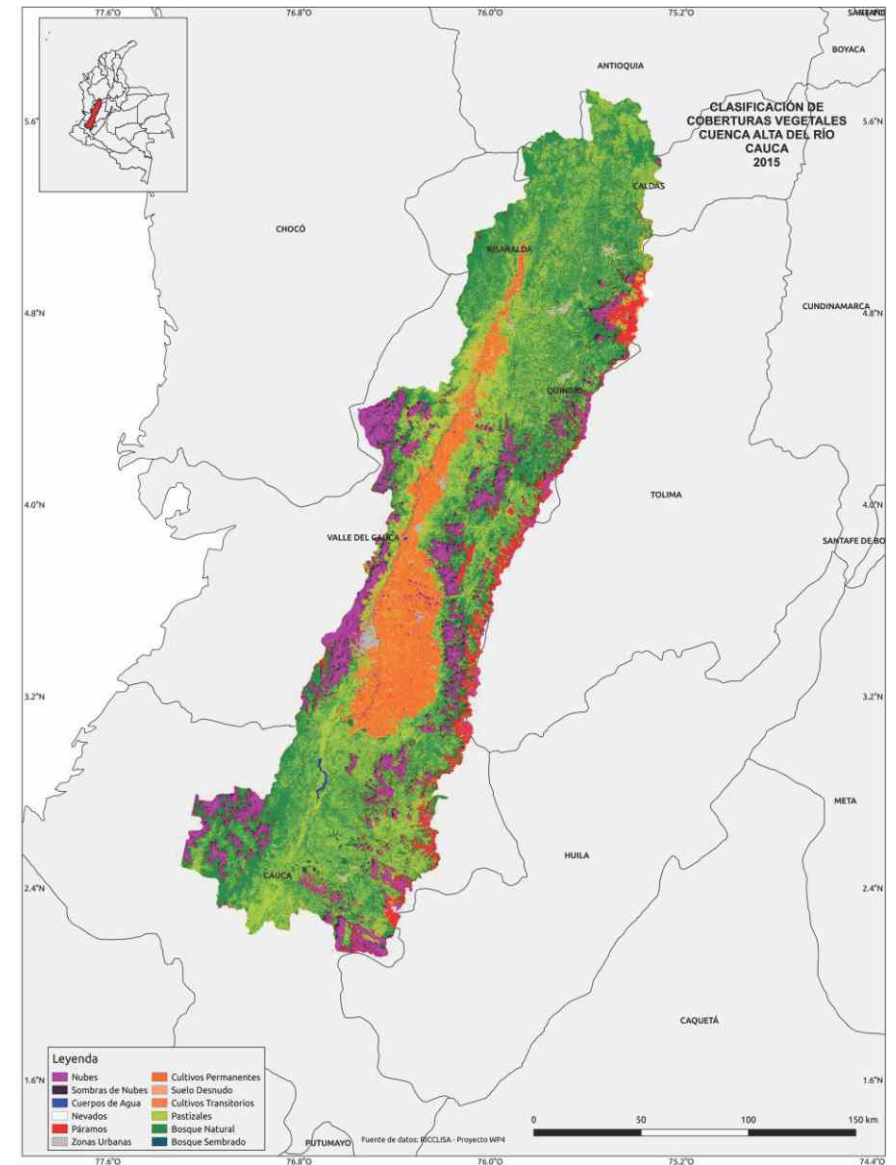 77.6°O 76.8°O 76.0°O 75.2°O
BOYACA
ANTIOQUIA
CLASIFICACIÓN DE
COBERTURAS VEGETALES
CUENCA ALTA DEL RÍO
CAUCA
2015
5.6°N 5.6°N
CALDAS
CHOCÓ
RISARALDA
CUNDINAMARCA
4.8°N 4.8°N
QUINDIO
TOLIMA
4.0°N 4.0°N
VALLE DEL CAUCA
SANTAFE DE BO
3.2°N 3.2°N
META
HUILA
CAUCA
2.4°N 2.4°N
CAQUETÁ
1.6°N 1.6°N
Leyenda
Nubes Cultivos Permanentes
Sombras de Nubes Suelo Desnudo
Cuerpos de Agua Cultivos Transitorios
Nevados Pastizales
Páramos Bosque Natural
Zonas Urbanas Bosque Sembrado
0 50 100 150 km
PUTUMAYO
Fuente de datos: RICCLISA - Proyecto WP4
77.6°O 76.8°O 76.0°O 75.2°O 74.4°O